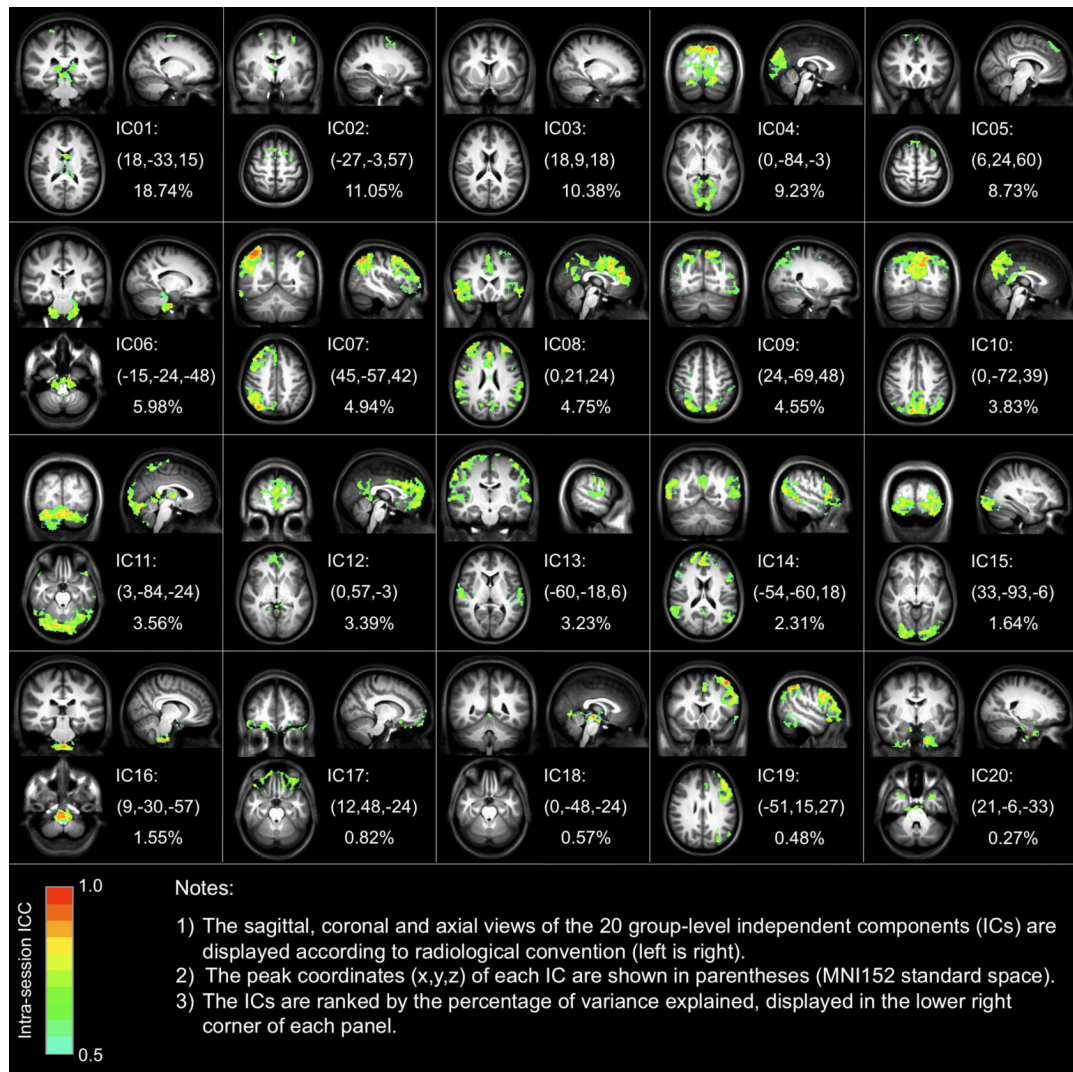 IC01:
(18,-33,15)
18.74%
IC02:
(-27,-3,57)
11.05%
IC03:
(18,9,18)
10.38%
IC04:
(0,-84,-3)
9.23%
IC05:
(6,24,60)
8.73%
IC06:
(-15,-24,-48)
5.98%
IC07:
(45,-57,42)
4.94%
IC08:
(0,21,24)
4.75%
IC09:
(24,-69,48)
4.55%
IC10:
(0,-72,39)
3.83%
IC11:
(3,-84,-24)
3.56%
IC12:
(0,57,-3)
3.39%
IC13:
(-60,-18,6)
3.23%
IC14:
(-54,-60,18)
2.31%
IC15:
(33,-93,-6)
1.64%
IC16:
(9,-30,-57)
1.55%
IC17:
(12,48,-24)
0.82%
IC18:
(0,-48,-24)
0.57%
IC19:
(-51,15,27)
0.48%
IC20:
(21,-6,-33)
0.27%
Intra-session ICC
1.0
0.5
Notes:
1) The sagittal, coronal and axial views of the 20 group-level independent components (ICs) are
displayed according to radiological convention (left is right).
2) The peak coordinates (x,y,z) of each IC are shown in parentheses (MNI152 standard space).
3) The ICs are ranked by the percentage of variance explained, displayed in the lower right
corner of each panel.